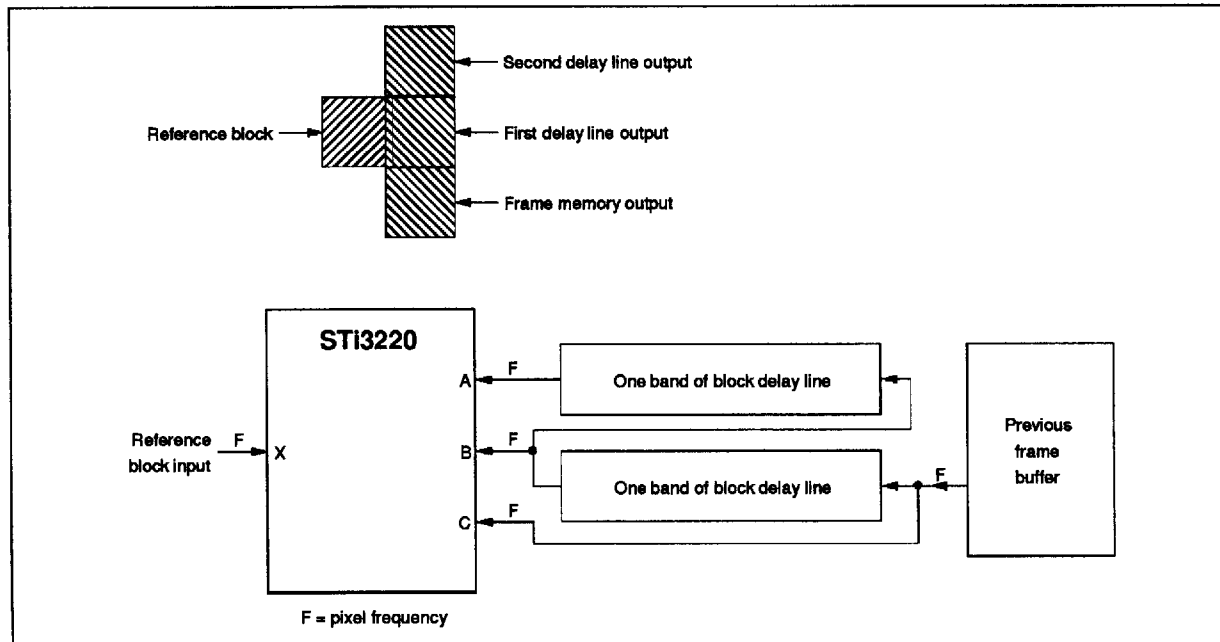 Second delay line output
Reference block
First delay line output
Frame memory output
STi3220
A
F
One band of block delay line
Reference
block input
F
X
B
F
One band of block delay line
F
Previous
frame
buffer
C
F
F = pixel frequency